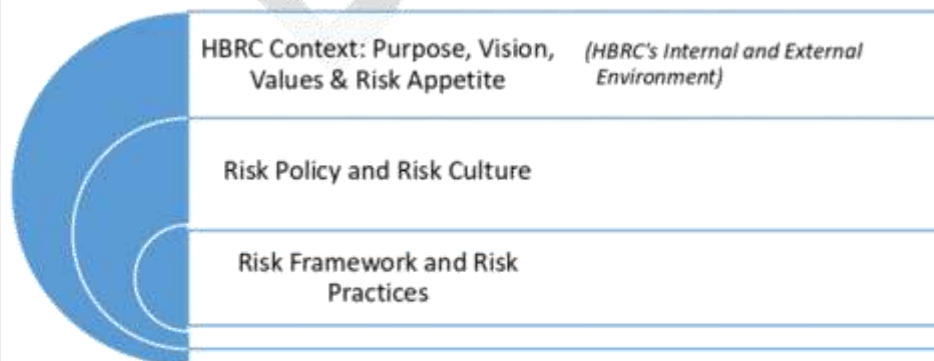 HBRC Context: Purpose, Vision,
Values & Risk Appetite
(HBRC's Internal and External
Environment)
Risk Policy and Risk Culture
Risk Framework and Risk
Practices